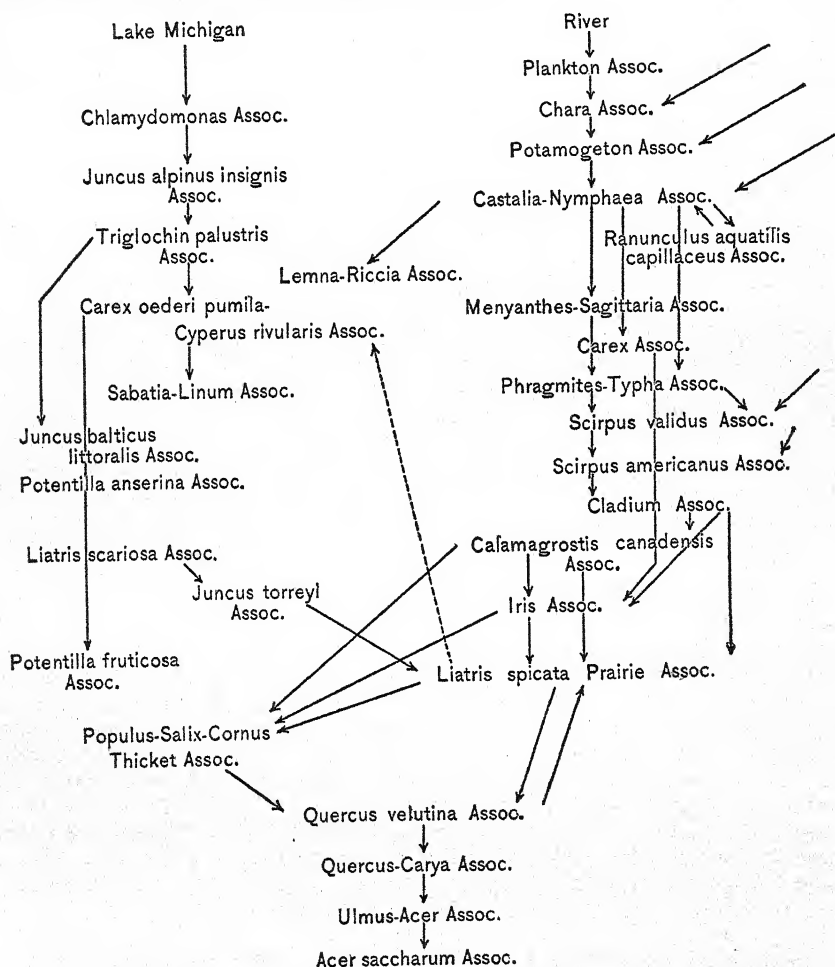 Lake Michigan
Chlamydomonas Assoc.
Juncus alpinus insignis
Assoc.
Triglochin palustris
Assoc.
Carex oederi pumila-
Cyperus rivularis Assoc.
Sabatia-Linum Assoc.
Juncus balticus
littoralis Assoc.
Potentilla anserina Assoc.
Liatris scariosa Assoc.
Juncus torreyi
Assoc.
Potentilla fruticosa
Assoc.
River
Plankton Assoc.
Chara Assoc.
Potamogeton Assoc.
Castalia-Nymphaea Assoc.
Ranunculus aquatilis
capillaceus Assoc.
Lemna-Riccia Assoc.
Menyanthes-Sagittaria Assoc.
Carex Assoc.
Phragmites-Typha Assoc.
Scirpus validus Assoc.
Scirpus americanus Assoc.
Cladium Assoc.
Calamagrostis canadensis
Assoc.
Iris Assoc.
Liatris spicata Prairie Assoc.
Populus-Salix-Cornus
Thicket Assoc.
Quercus velutina Assoc.
Quercus-Carya Assoc.
Ulmus-Acer Assoc.
Acer saccharum Assoc.